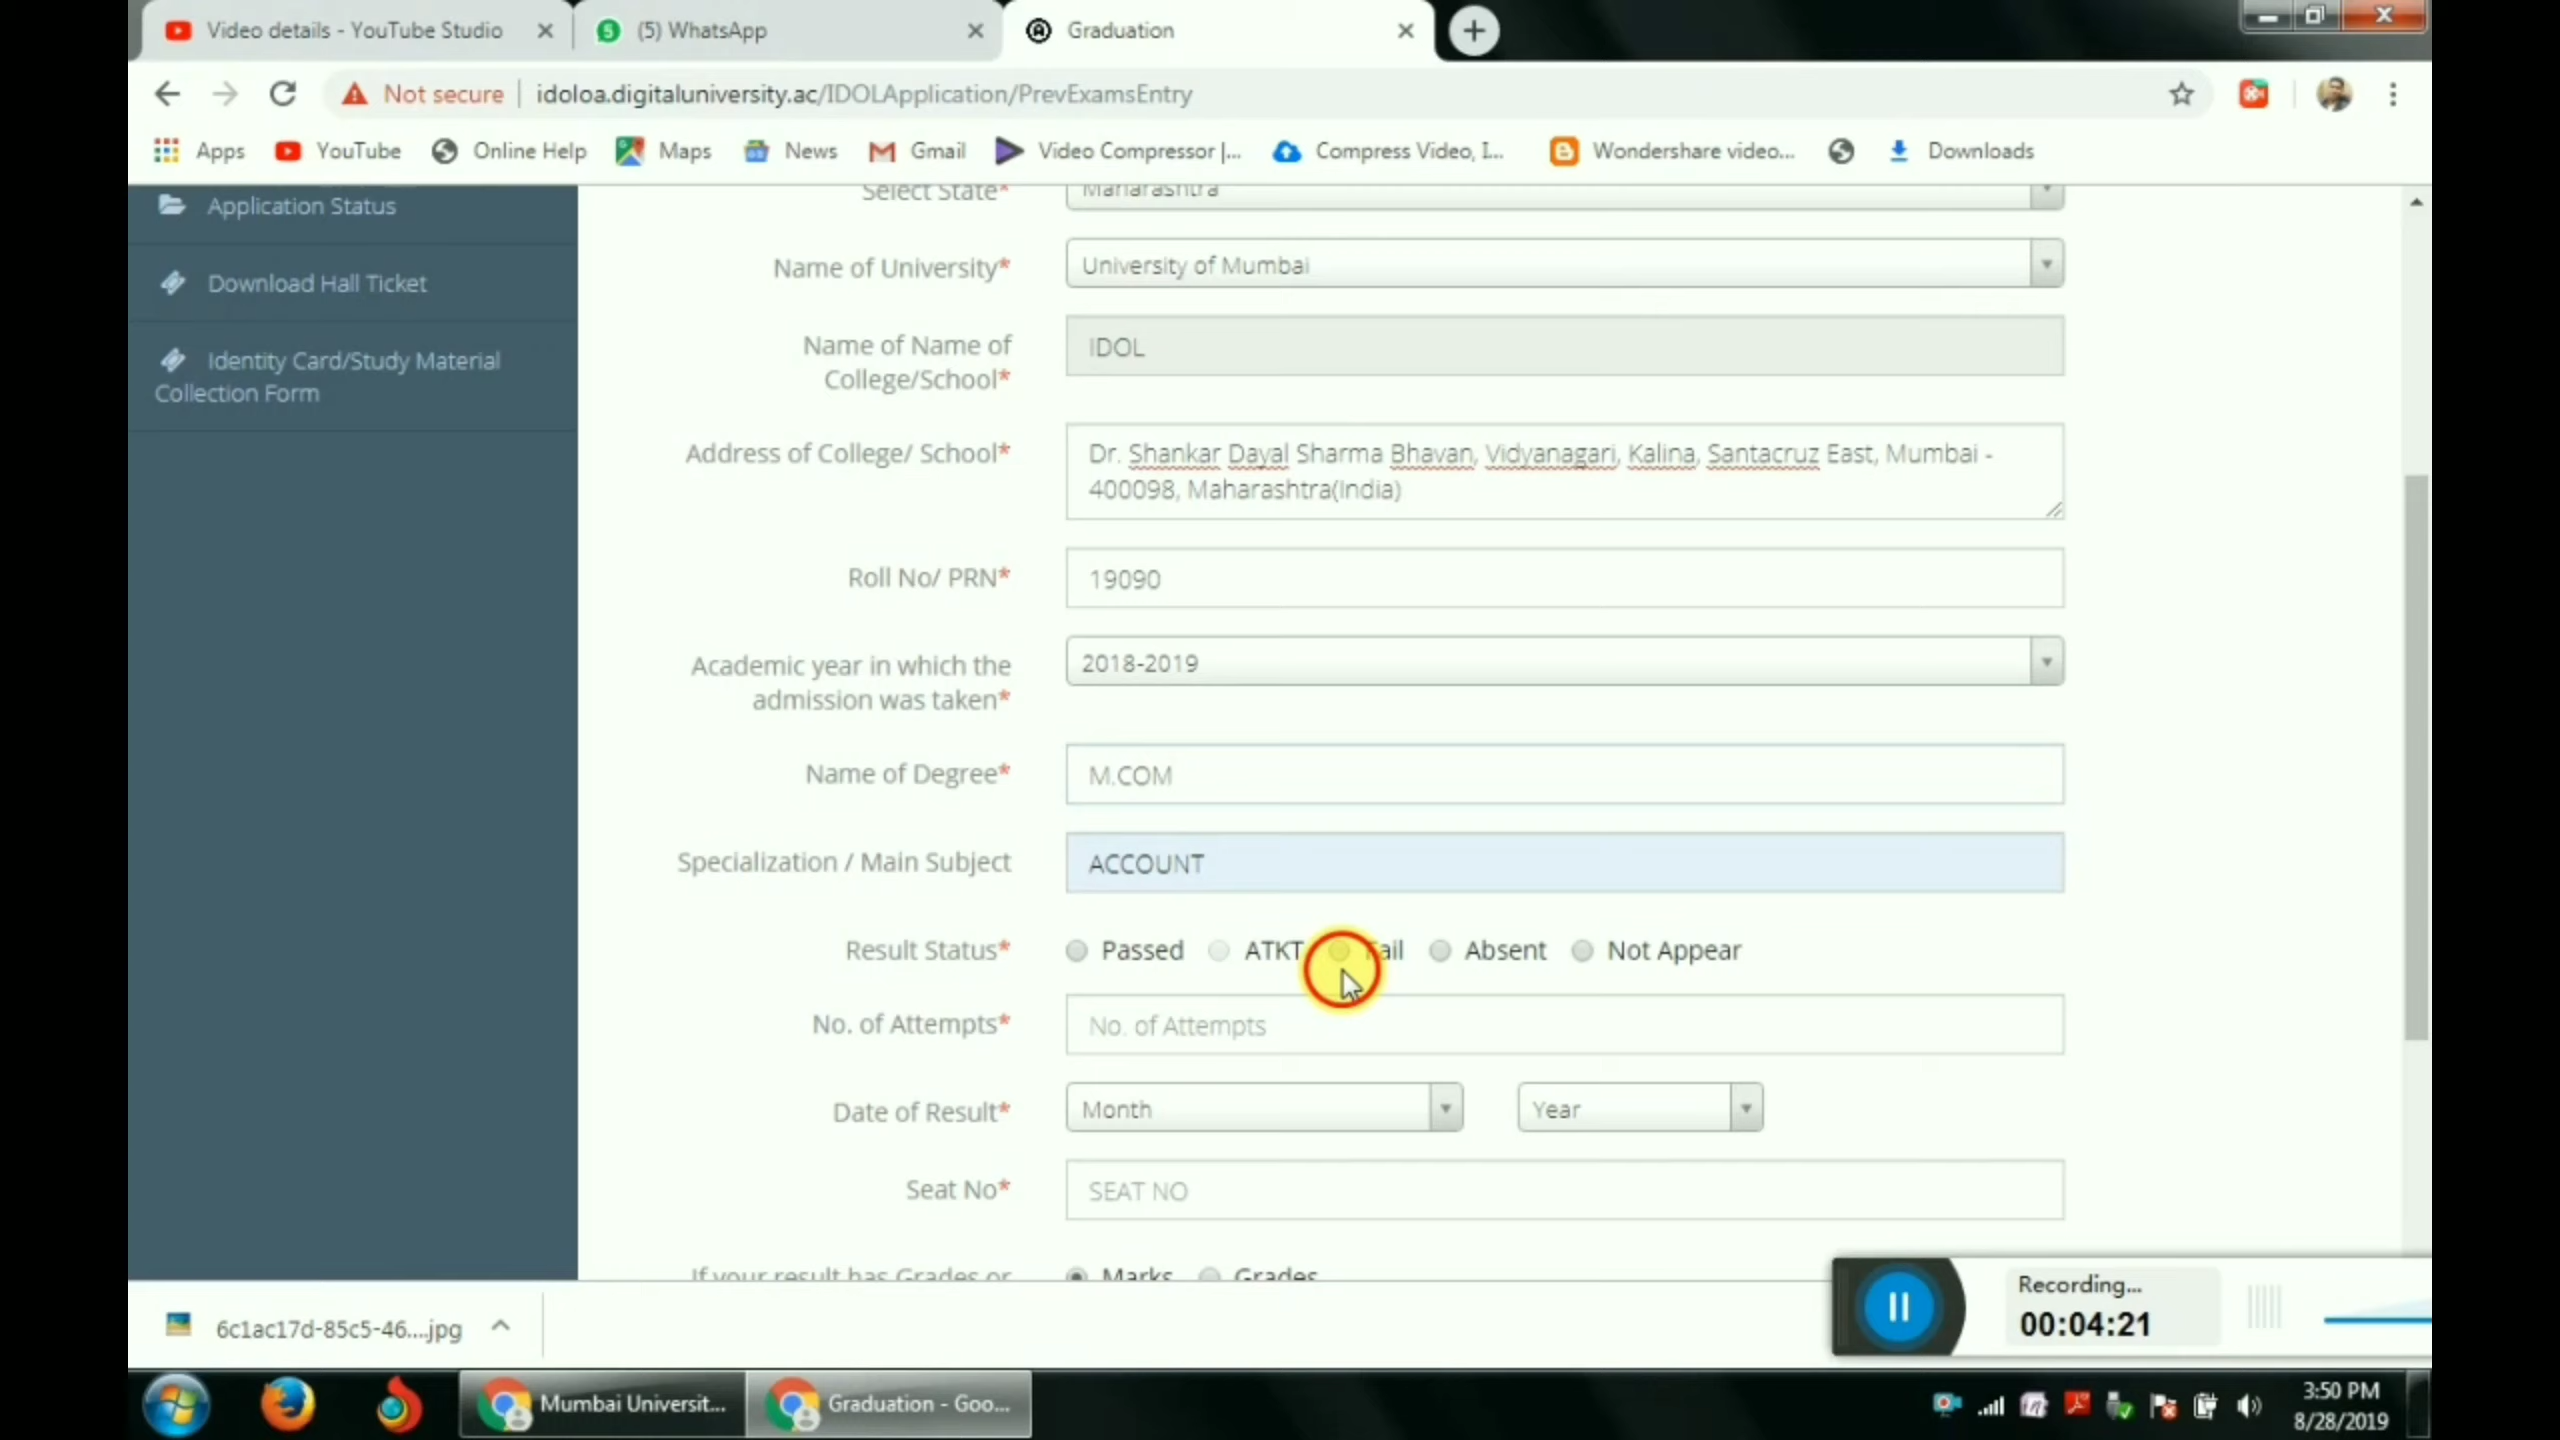 Video details - YouTube Studio
(5) WhatsApp
Graduation
Not secure
idoloa.digitaluniversity.ac/IDOLApplication/PrevExamsEntry
Apps
YouTube
Online Help
Maps
News
Gmail
Video Compressor |...
Compress Video, I...
Wondershare video...
Downloads
Application Status
Download Hall Ticket
Identity Card/Study Material
Collection Form
Select State*
Maharashtra
Name of University*
University of Mumbai
Name of Name of
College/School*
IDOL
Address of College/ School*
Dr. Shankar Dayal Sharma Bhavan, Vidyanagari, Kalina, Santacruz East, Mumbai -
400098, Maharashtra(India)
Roll No/ PRN*
19090
Academic year in which the
admission was taken*
2018-2019
Name of Degree*
M.COM
Specialization / Main Subject
ACCOUNT
Result Status*
Passed
ATKT
Fail
Absent
Not Appear
No. of Attempts*
No. of Attempts
Date of Result*
Month
Year
Seat No*
SEAT NO
If your result has Grades or
Marks
Grades
6c1ac17d-85c5-46....jpg
Recording...
00:04:21
Mumbai Universit...
Graduation - Goo...
3:50 PM
8/28/2019